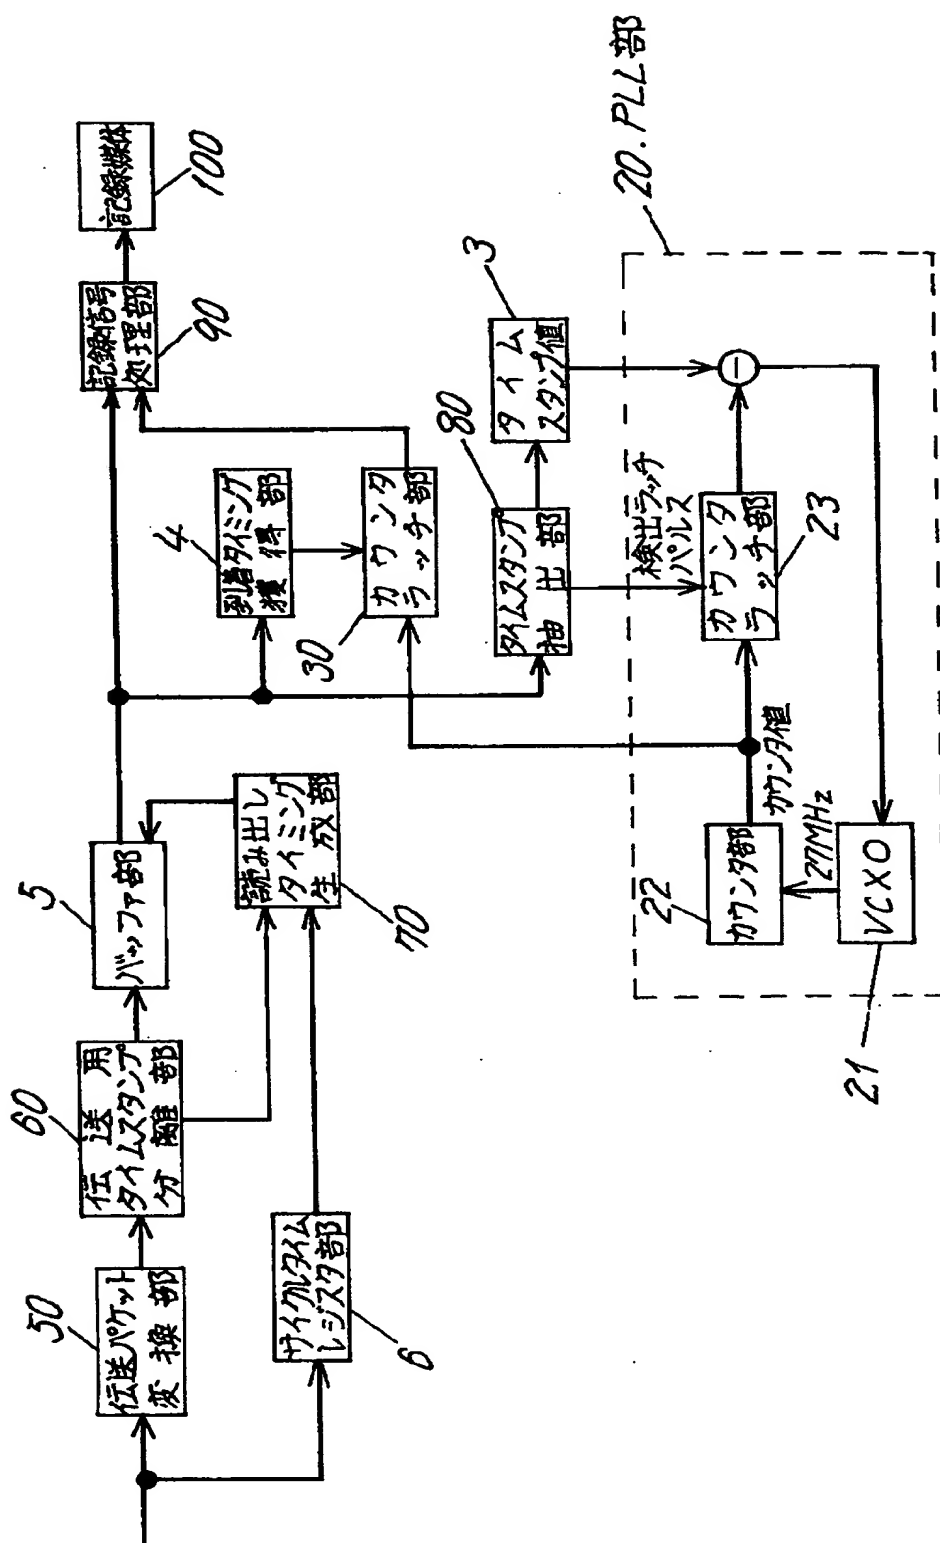 50
伝送パケット
変換部
60
伝送用
タイムスタンプ
分離部
5
バッファ部
6
サイクルタイム
レジスタ部
70
読み出し
タイミング
生成部
4
到着タイミング
獲得部
30
カウンタ
ラッチ部
記録信号
処理部
90
記録媒体
100
80
タイムスタンプ
抽出部
3
タイム
スタンプ値
検出ラッチ
パルス
20. PLL部
22
カウンタ部
カウンタ値
27MHz
VCXO
21
カウンタ
ラッチ部
23
−